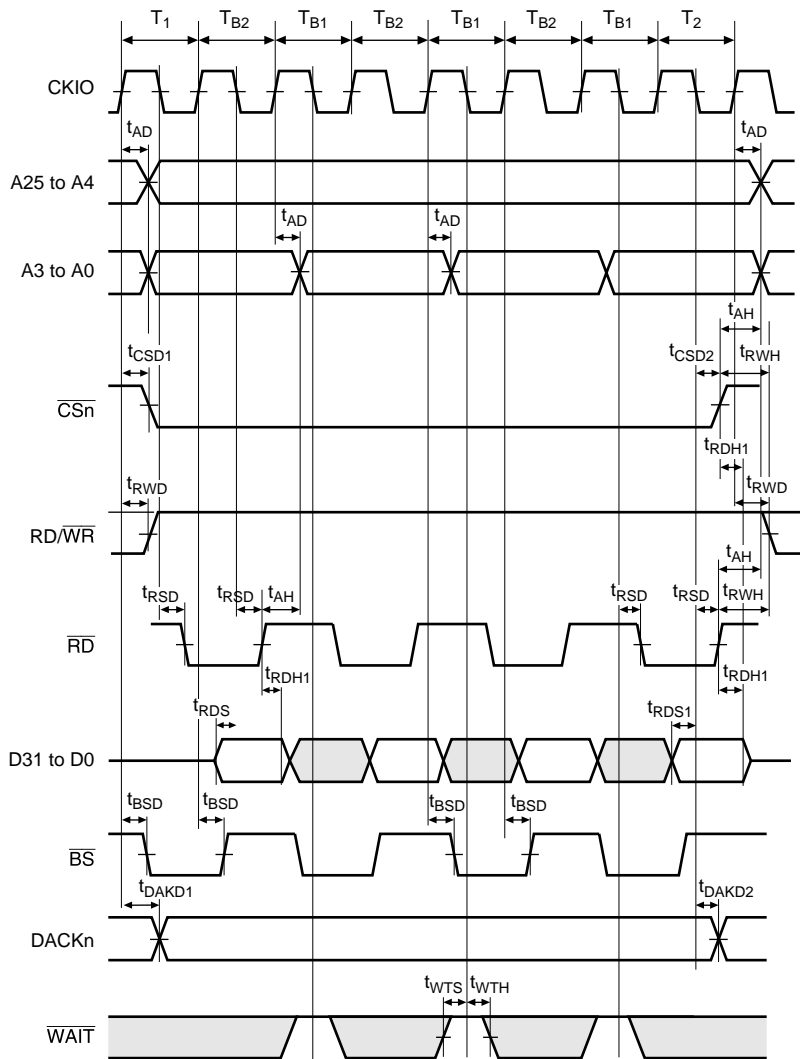 T1 TB2 TB1 TB2 TB1 TB2 TB1 T2
CKIO
tAD tAD
A25 to A4
tAD tAD
A3 to A0
tAH
tCSD1 tCSD2 tRWH
CSn
tRDH1
tRWD tRWD
RD/WR
tAH
tRSD tRSD tAH tRSD tRSD tRWH
RD
tRDH1 tRDH1
tRDS tRDS1
D31 to D0
tBSD tBSD tBSD tBSD
BS
tDAKD1 tDAKD2
DACKn
tWTS tWTH
WAIT